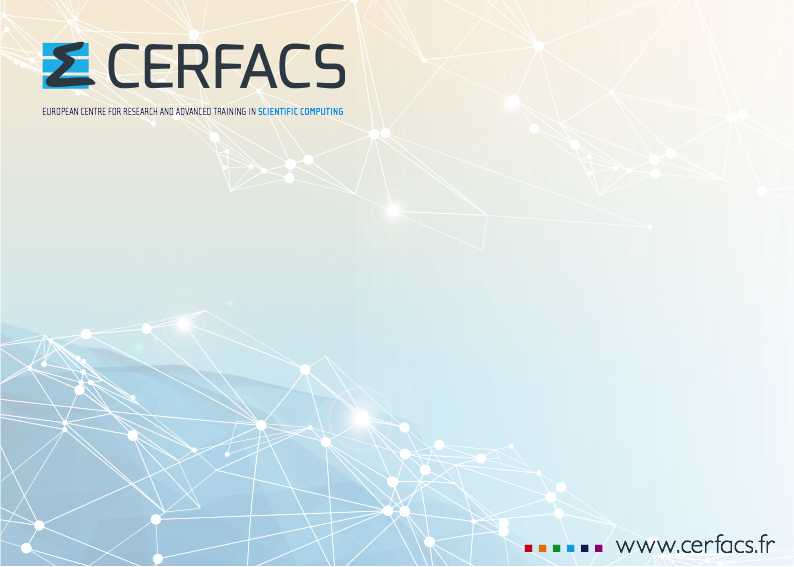 CERFACS
EUROPEAN CENTRE FOR RESEARCH AND ADVANCED TRAINING IN SCIENTIFIC COMPUTING
www.cerfacs.fr